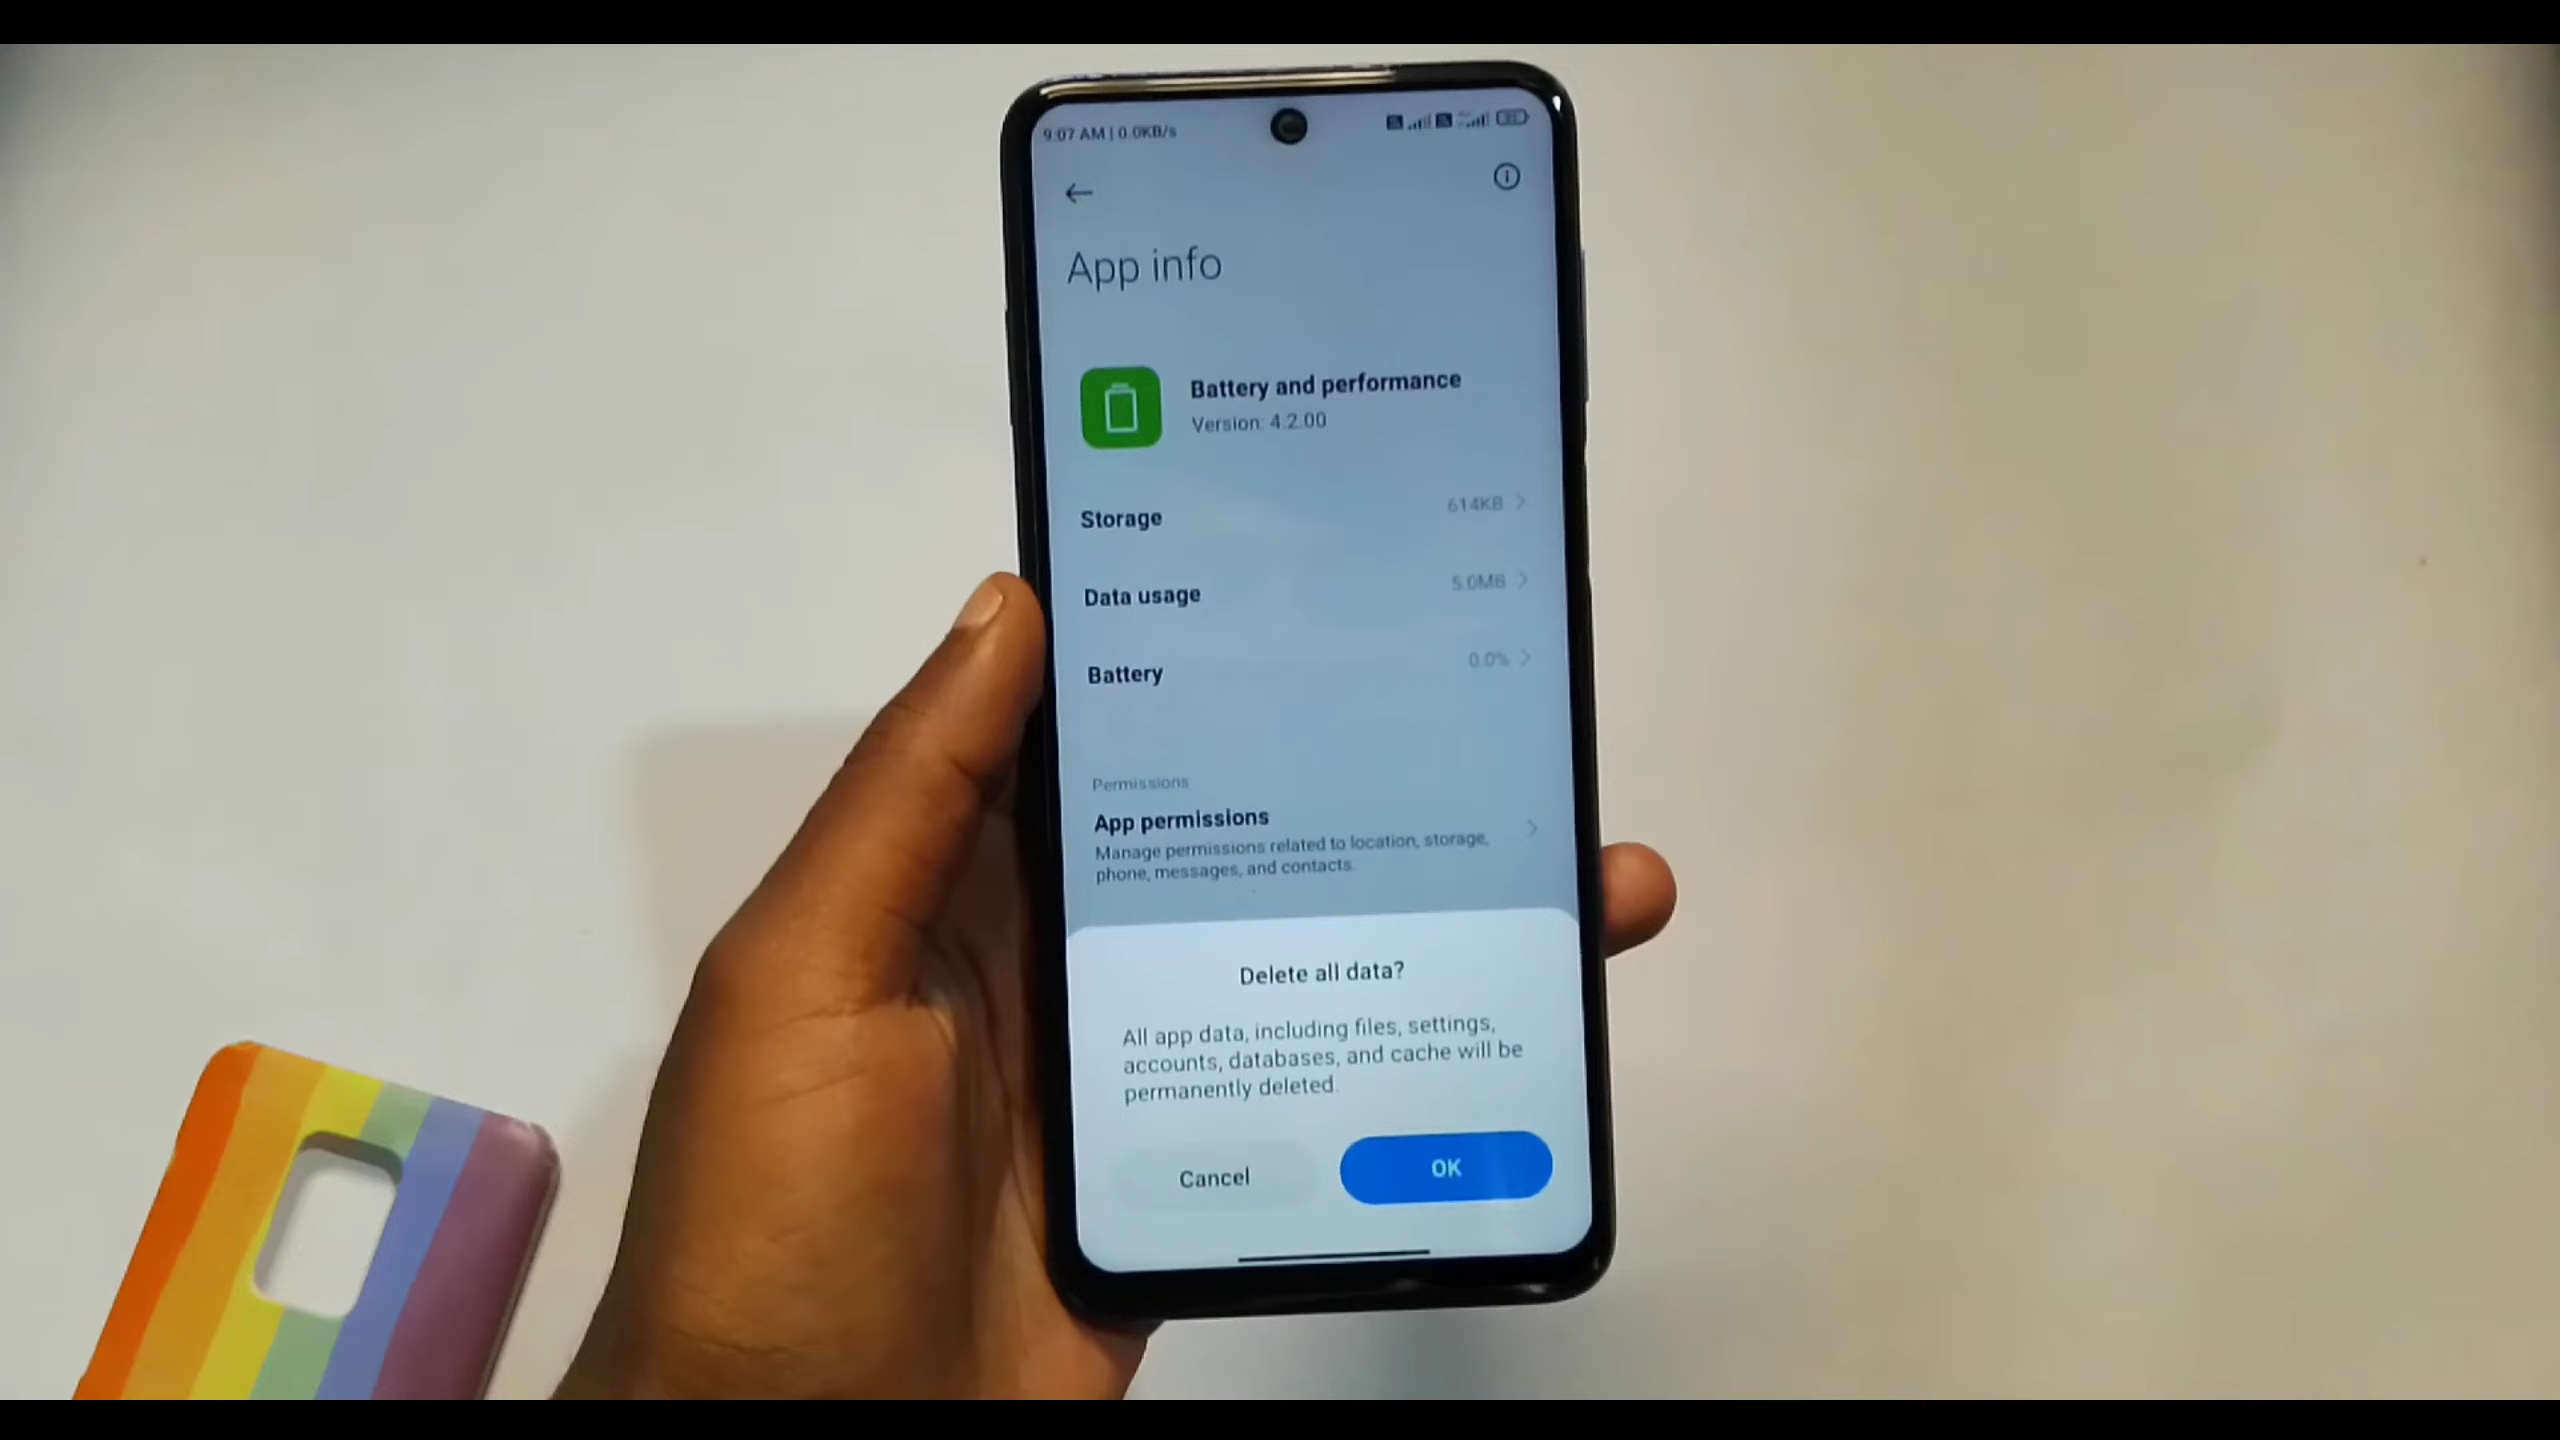 9:07 AM | 0.0KB/s
App info
Battery and performance
Version: 4.2.00
Storage 614KB
Data usage 5.0MB
Battery 0.0%
Permissions
App permissions
Manage permissions related to location, storage,
phone, messages, and contacts.
Delete all data?
All app data, including files, settings,
accounts, databases, and cache will be
permanently deleted.
Cancel OK